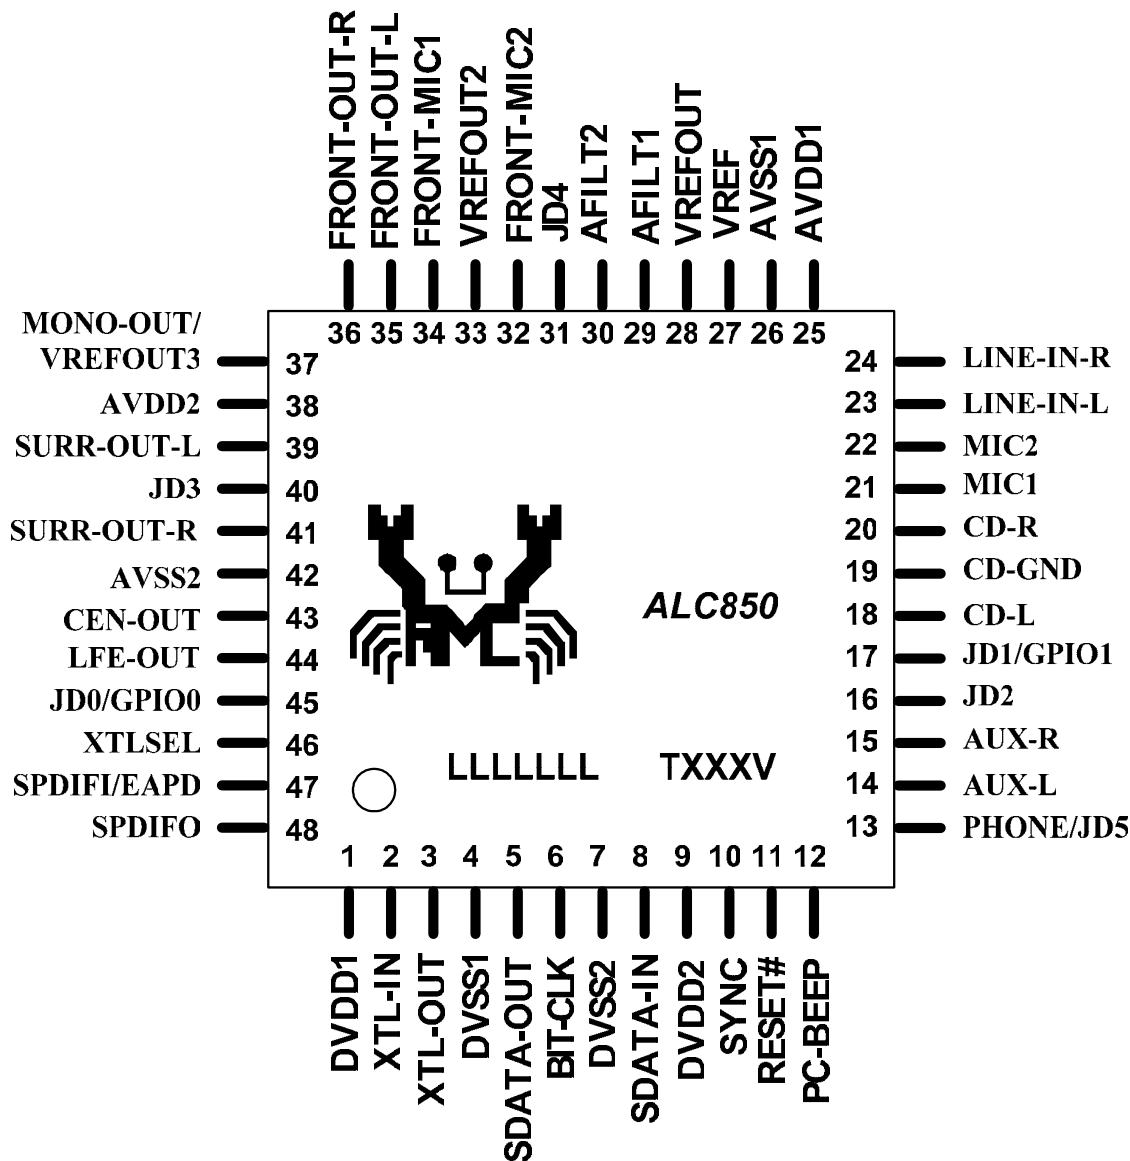 FRONT-OUT-R
FRONT-OUT-L
FRONT-MIC1
VREFOUT2
FRONT-MIC2
JD4
AFILT2
AFILT1
VREFOUT
VREF
AVSS1
AVDD1
36 35 34 33 32 31 30 29 28 27 26 25
MONO-OUT/
VREFOUT3 37
AVDD2 38
SURR-OUT-L 39
JD3 40
SURR-OUT-R 41
AVSS2 42
CEN-OUT 43
LFE-OUT 44
JD0/GPIO0 45
XTLSEL 46
SPDIFI/EAPD 47
SPDIFO 48
ALC850
LLLLLLL TXXXV
24 LINE-IN-R
23 LINE-IN-L
22 MIC2
21 MIC1
20 CD-R
19 CD-GND
18 CD-L
17 JD1/GPIO1
16 JD2
15 AUX-R
14 AUX-L
13 PHONE/JD5
1 2 3 4 5 6 7 8 9 10 11 12
DVDD1
XTL-IN
XTL-OUT
DVSS1
SDATA-OUT
BIT-CLK
DVSS2
SDATA-IN
DVDD2
SYNC
RESET#
PC-BEEP